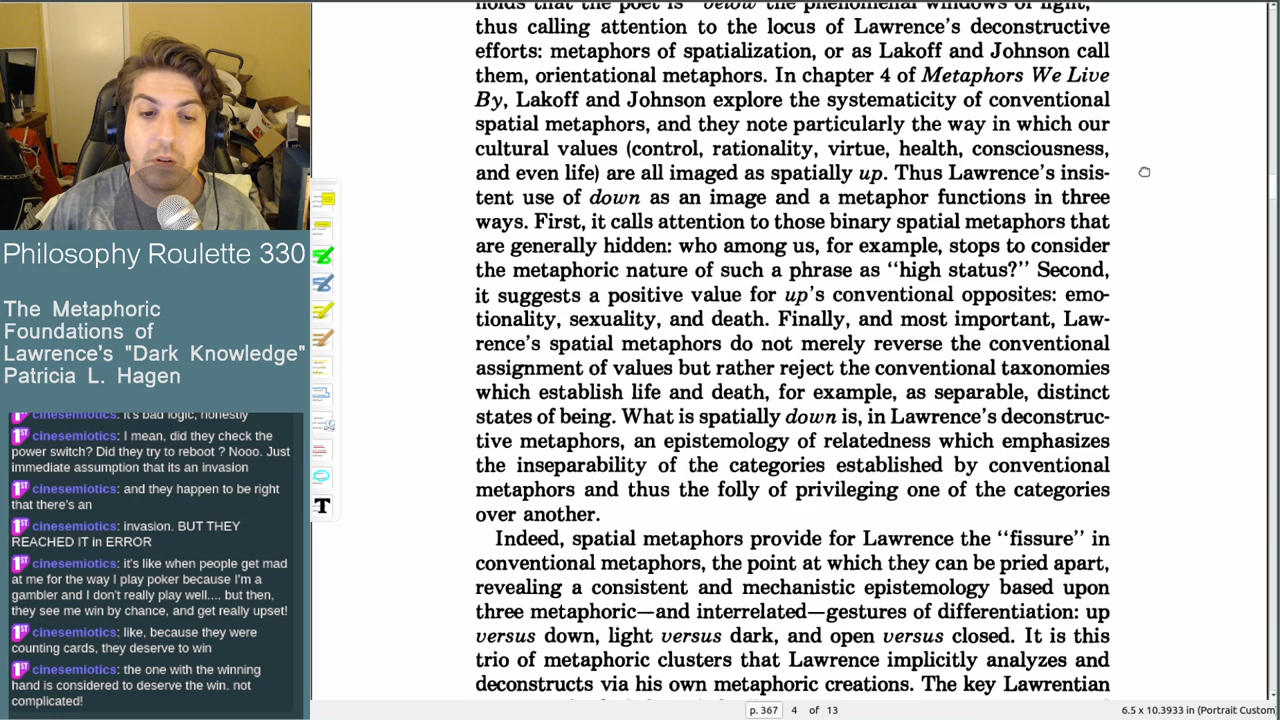 holds that the poet is "below the phenomenal windows of light,"
thus calling attention to the locus of Lawrence's deconstructive
efforts: metaphors of spatialization, or as Lakoff and Johnson call
them, orientational metaphors. In chapter 4 of Metaphors We Live
By, Lakoff and Johnson explore the systematicity of conventional
spatial metaphors, and they note particularly the way in which our
cultural values (control, rationality, virtue, health, consciousness,
and even life) are all imaged as spatially up. Thus Lawrence's insis-
tent use of down as an image and a metaphor functions in three
ways. First, it calls attention to those binary spatial metaphors that
are generally hidden: who among us, for example, stops to consider
the metaphoric nature of such a phrase as "high status?" Second,
it suggests a positive value for up's conventional opposites: emo-
tionality, sexuality, and death. Finally, and most important, Law-
rence's spatial metaphors do not merely reverse the conventional
assignment of values but rather reject the conventional taxonomies
which establish life and death, for example, as separable, distinct
states of being. What is spatially down is, in Lawrence's deconstruc-
tive metaphors, an epistemology of relatedness which emphasizes
the inseparability of the categories established by conventional
metaphors and thus the folly of privileging one of the categories
over another.
Indeed, spatial metaphors provide for Lawrence the "fissure" in
conventional metaphors, the point at which they can be pried apart,
revealing a consistent and mechanistic epistemology based upon
three metaphoric—and interrelated—gestures of differentiation: up
versus down, light versus dark, and open versus closed. It is this
trio of metaphoric clusters that Lawrence implicitly analyzes and
deconstructs via his own metaphoric creations. The key Lawrentian
Philosophy Roulette 330
The Metaphoric
Foundations of
Lawrence's "Dark Knowledge"
Patricia L. Hagen
cinesemiotics: it's bad logic, honestly
cinesemiotics: I mean, did they check the
power switch? Did they try to reboot ? Nooo. Just
immediate assumption that its an invasion
cinesemiotics: and they happen to be right
that there's an
cinesemiotics: invasion. BUT THEY
REACHED IT in ERROR
cinesemiotics: it's like when people get mad
at me for the way I play poker because I'm a
gambler and I don't really play well.... but then,
they see me win by chance, and get really upset!
cinesemiotics: like, because they were
counting cards, they deserve to win
cinesemiotics: the one with the winning
hand is considered to deserve the win. not
complicated!
T
p. 367 4 of 13
6.5 x 10.3933 in (Portrait Custom